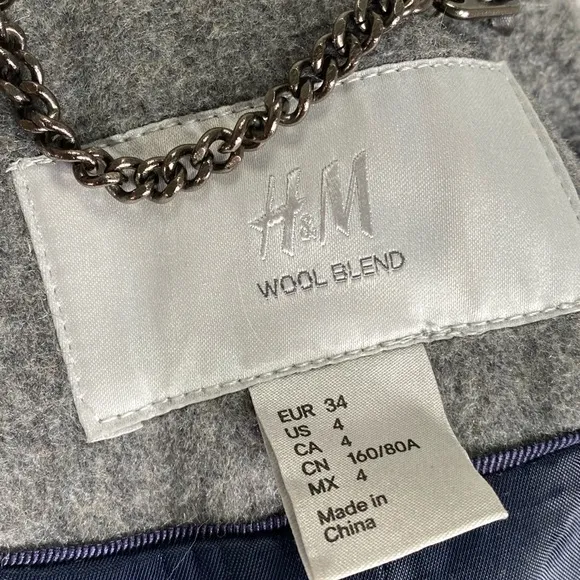 H&M
WOOL BLEND
EUR 34
US 4
CA 4
CN 160/80A
MX 4
Made in
China